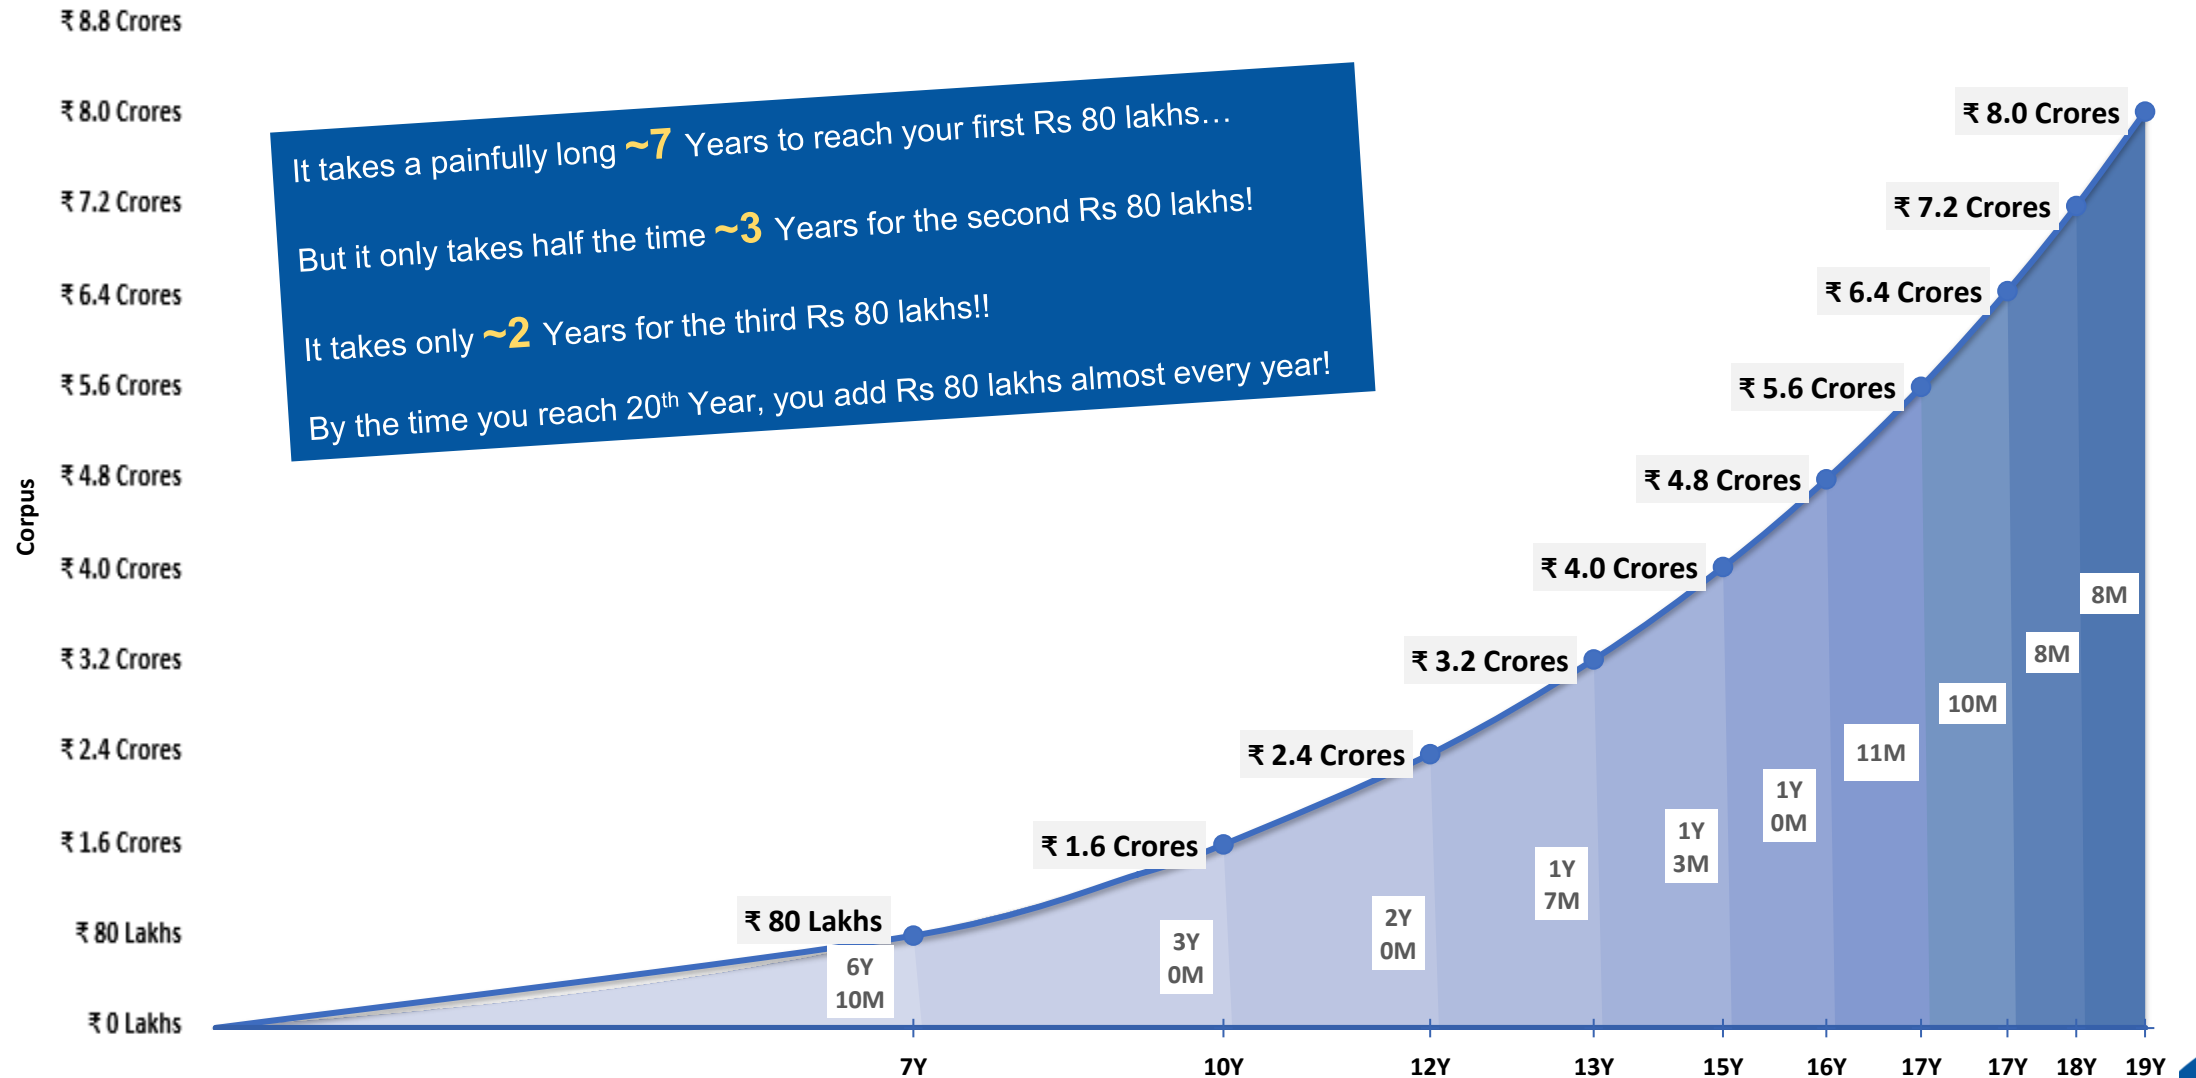 ₹ 8.8 Crores
₹ 8.0 Crores
₹ 7.2 Crores
₹ 6.4 Crores
₹ 5.6 Crores
₹ 4.8 Crores
₹ 4.0 Crores
₹ 3.2 Crores
₹ 2.4 Crores
₹ 1.6 Crores
₹ 80 Lakhs
₹ 0 Lakhs
Corpus
It takes a painfully long ~7 Years to reach your first Rs 80 lakhs…
But it only takes half the time ~3 Years for the second Rs 80 lakhs!
It takes only ~2 Years for the third Rs 80 lakhs!!
By the time you reach 20th Year, you add Rs 80 lakhs almost every year!
₹ 80 Lakhs
₹ 1.6 Crores
₹ 2.4 Crores
₹ 3.2 Crores
₹ 4.0 Crores
₹ 4.8 Crores
₹ 5.6 Crores
₹ 6.4 Crores
₹ 7.2 Crores
₹ 8.0 Crores
6Y
10M
3Y
0M
2Y
0M
1Y
7M
1Y
3M
1Y
0M
11M
10M
8M
8M
7Y 10Y 12Y 13Y 15Y 16Y 17Y 17Y 18Y 19Y